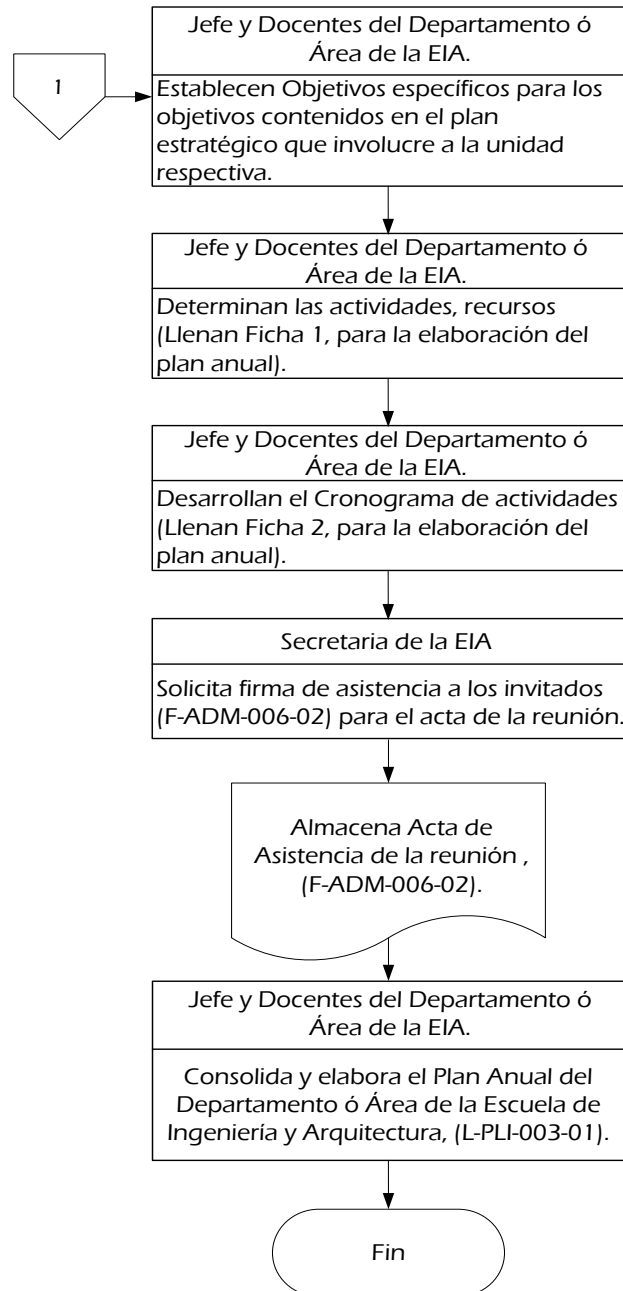 1
Jefe y Docentes del Departamento ó
Área de la EIA.
Establecen Objetivos específicos para los
objetivos contenidos en el plan
estratégico que involucre a la unidad
respectiva.
Jefe y Docentes del Departamento ó
Área de la EIA.
Determinan las actividades, recursos
(Llenan Ficha 1, para la elaboración del
plan anual).
Jefe y Docentes del Departamento ó
Área de la EIA.
Desarrollan el Cronograma de actividades
(Llenan Ficha 2, para la elaboración del
plan anual).
Secretaria de la EIA
Solicita firma de asistencia a los invitados
(F-ADM-006-02) para el acta de la reunión.
Almacena Acta de
Asistencia de la reunión ,
(F-ADM-006-02).
Jefe y Docentes del Departamento ó
Área de la EIA.
Consolida y elabora el Plan Anual del
Departamento ó Área de la Escuela de
Ingeniería y Arquitectura, (L-PLI-003-01).
Fin